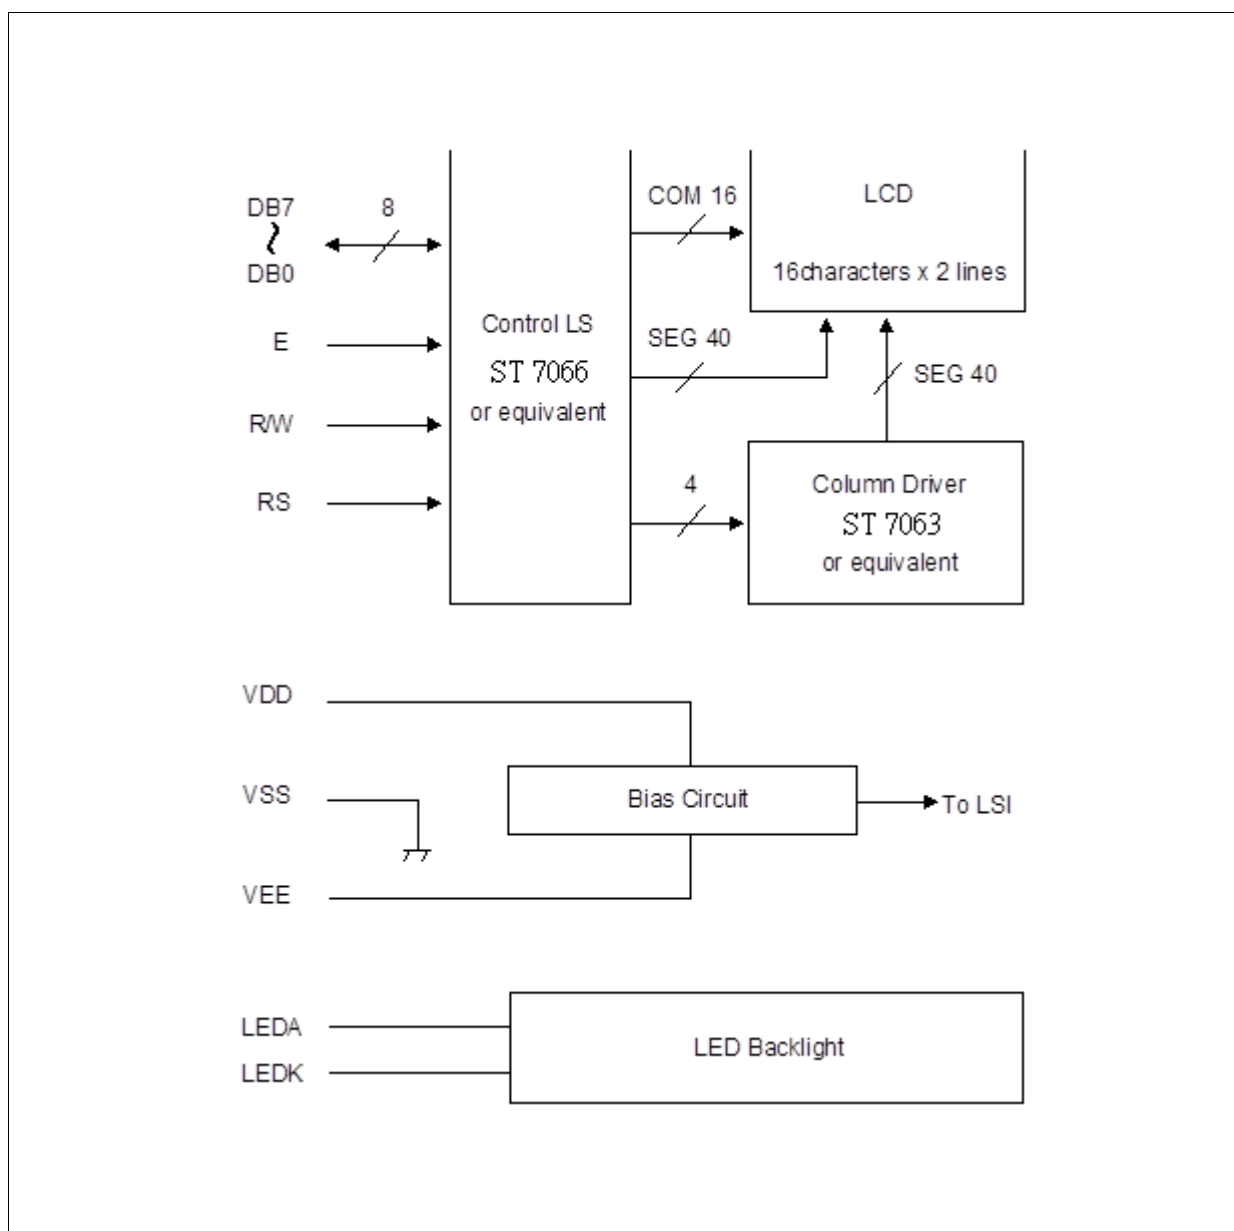 DB7
8
DB0
E
R/W
RS
Control LS
ST 7066
or equivalent
COM 16
SEG 40
4
LCD
16characters x 2 lines
SEG 40
Column Driver
ST 7063
or equivalent
VDD
VSS
VEE
Bias Circuit
To LSI
LEDA
LEDK
LED Backlight